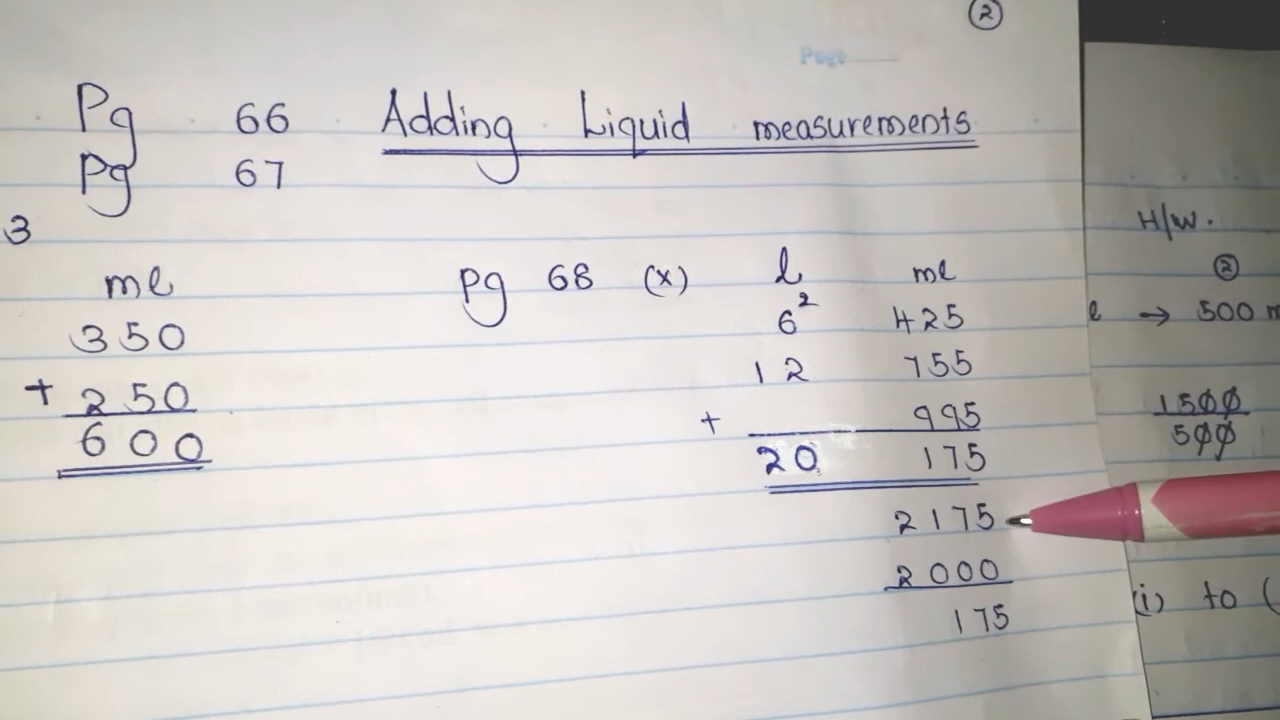 ②
Page
Pg 66 Adding Liquid measurements
Pg 67
3
ml
350
+ 250
600
pg 68 (x) l ml
6² 425
12 755
+ 995
20 175
2175
2000
175
H/W.
②
l → 500 m
1500
500
(i) to (